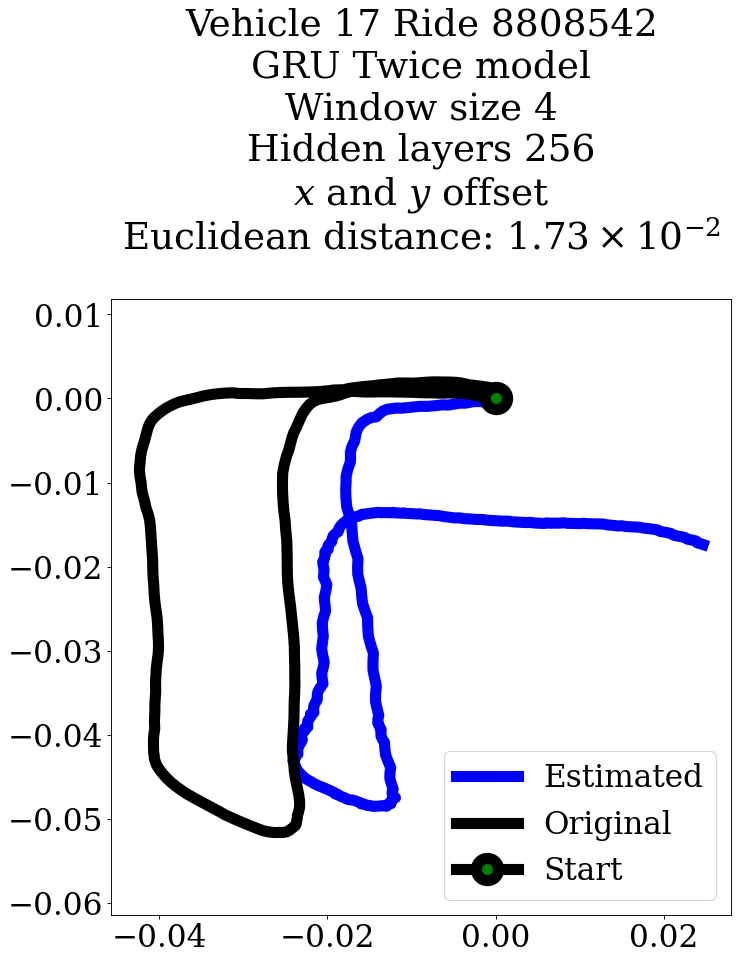 Vehicle 17 Ride 8808542
GRU Twice model
Window size 4
Hidden layers 256
x and y offset
Euclidean distance: 1.73 × 10⁻²
0.01
0.00
−0.01
−0.02
−0.03
−0.04
−0.05
−0.06
Estimated
Original
Start
−0.04
−0.02
0.00
0.02